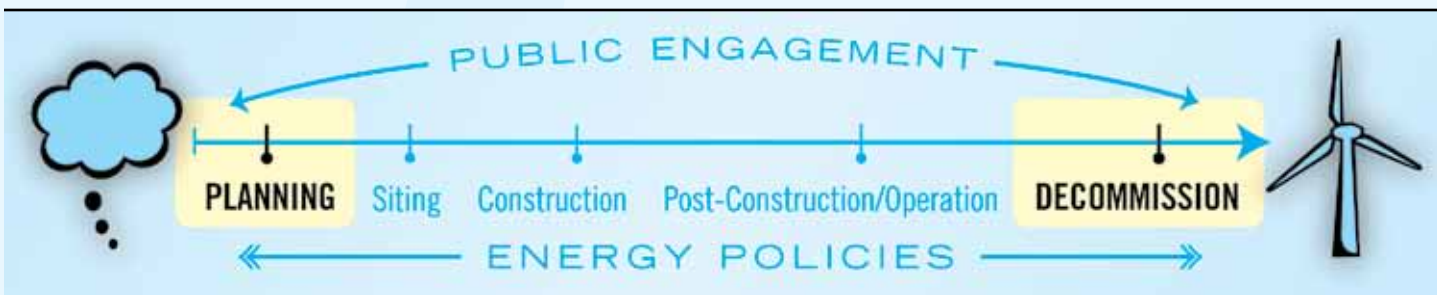 PUBLIC ENGAGEMENT
PLANNING Siting Construction Post-Construction/Operation DECOMMISSION
ENERGY POLICIES